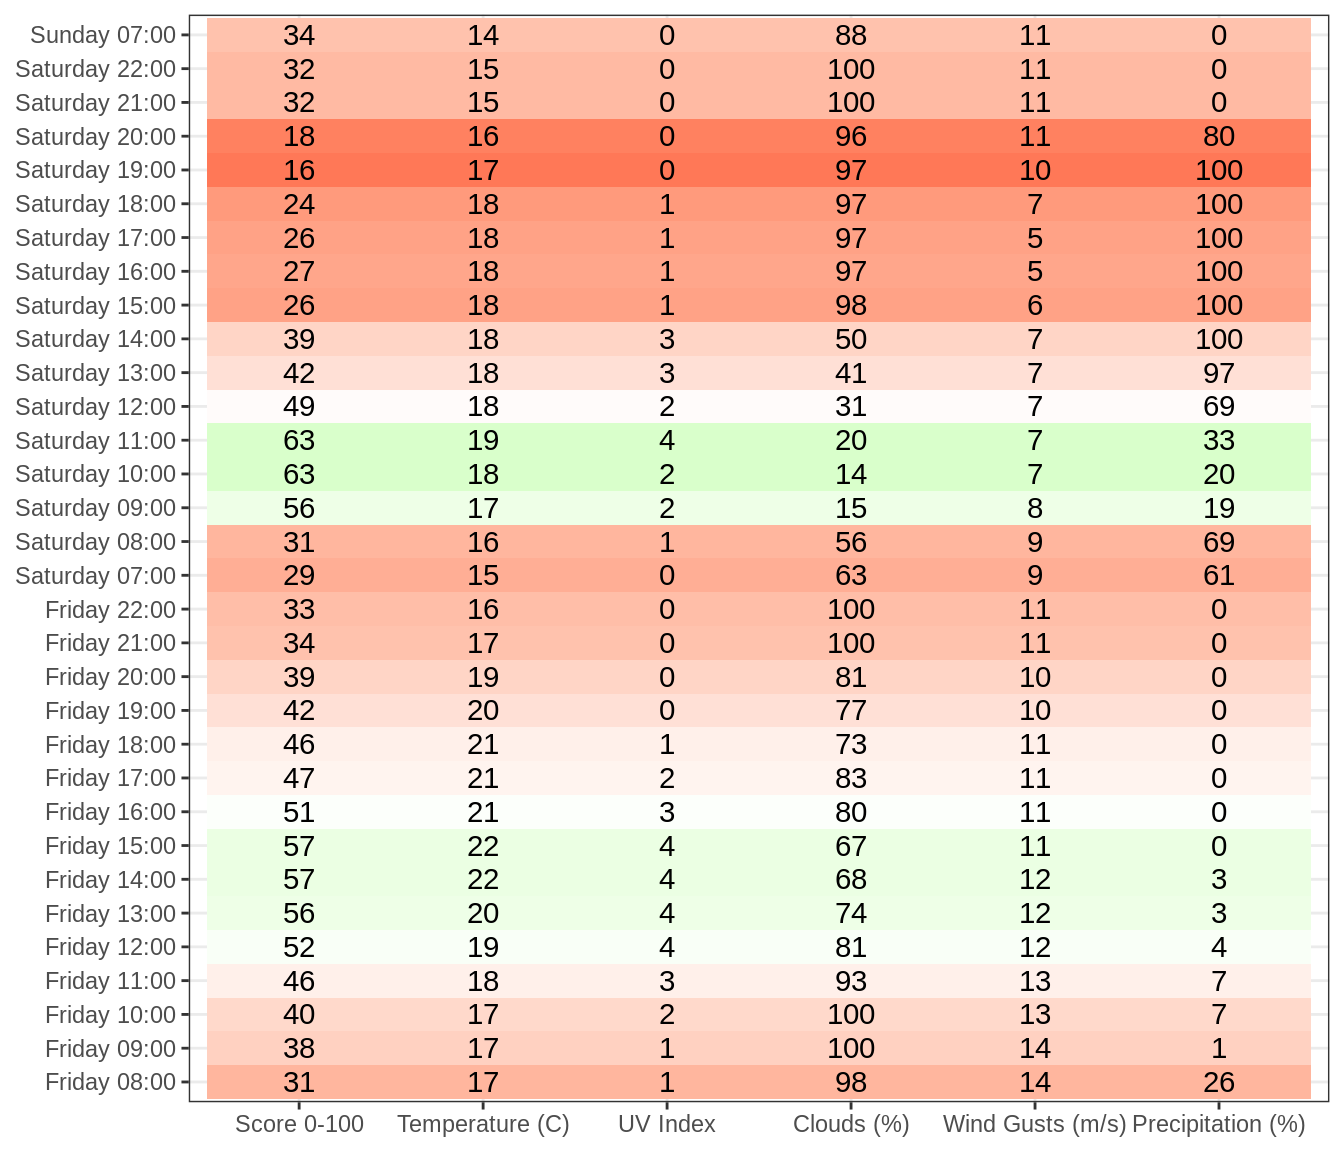 Sunday 07:00 34 14 0 88 11 0
Saturday 22:00 32 15 0 100 11 0
Saturday 21:00 32 15 0 100 11 0
Saturday 20:00 18 16 0 96 11 80
Saturday 19:00 16 17 0 97 10 100
Saturday 18:00 24 18 1 97 7 100
Saturday 17:00 26 18 1 97 5 100
Saturday 16:00 27 18 1 97 5 100
Saturday 15:00 26 18 1 98 6 100
Saturday 14:00 39 18 3 50 7 100
Saturday 13:00 42 18 3 41 7 97
Saturday 12:00 49 18 2 31 7 69
Saturday 11:00 63 19 4 20 7 33
Saturday 10:00 63 18 2 14 7 20
Saturday 09:00 56 17 2 15 8 19
Saturday 08:00 31 16 1 56 9 69
Saturday 07:00 29 15 0 63 9 61
Friday 22:00 33 16 0 100 11 0
Friday 21:00 34 17 0 100 11 0
Friday 20:00 39 19 0 81 10 0
Friday 19:00 42 20 0 77 10 0
Friday 18:00 46 21 1 73 11 0
Friday 17:00 47 21 2 83 11 0
Friday 16:00 51 21 3 80 11 0
Friday 15:00 57 22 4 67 11 0
Friday 14:00 57 22 4 68 12 3
Friday 13:00 56 20 4 74 12 3
Friday 12:00 52 19 4 81 12 4
Friday 11:00 46 18 3 93 13 7
Friday 10:00 40 17 2 100 13 7
Friday 09:00 38 17 1 100 14 1
Friday 08:00 31 17 1 98 14 26
Score 0-100 Temperature (C) UV Index Clouds (%) Wind Gusts (m/s) Precipitation (%)